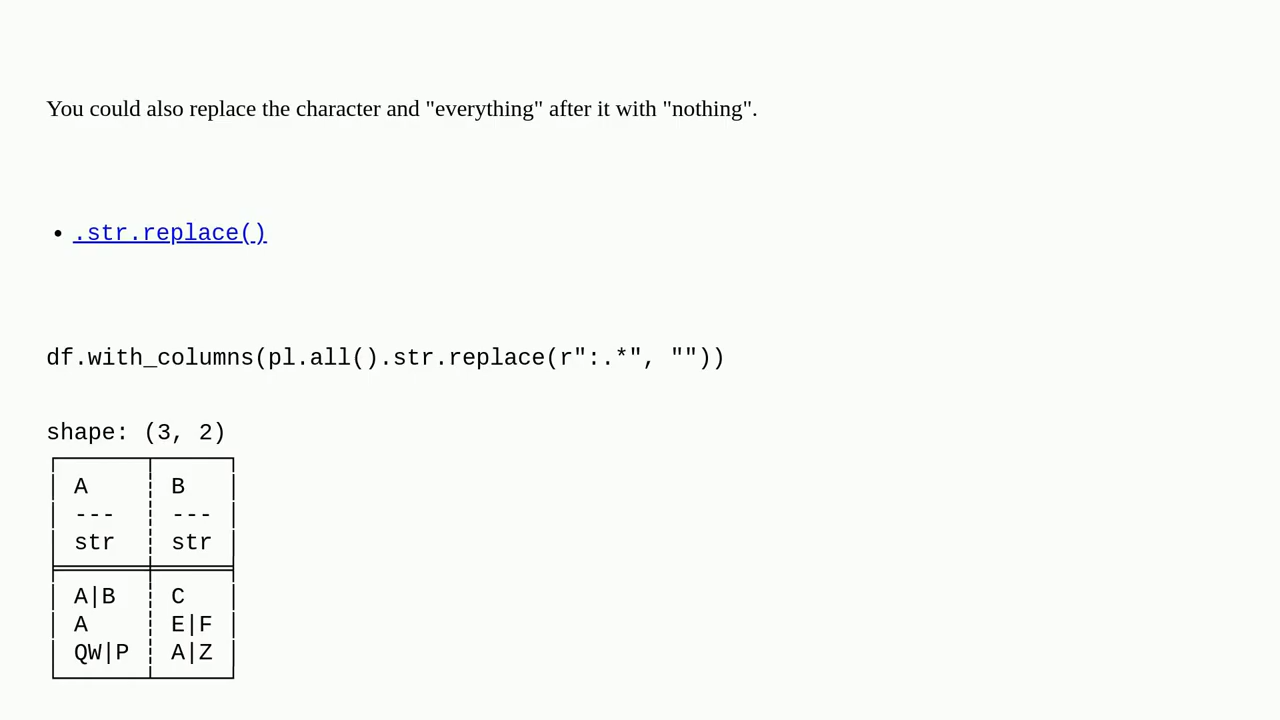 You could also replace the character and "everything" after it with "nothing".
• .str.replace()
df.with_columns(pl.all().str.replace(r":.*", ""))
shape: (3, 2)
┌──────┬─────┐
│ A    ┆ B   │
│ ---  ┆ --- │
│ str  ┆ str │
╞══════╪═════╡
│ A|B  ┆ C   │
│ A    ┆ E|F │
│ QW|P ┆ A|Z │
└──────┴─────┘